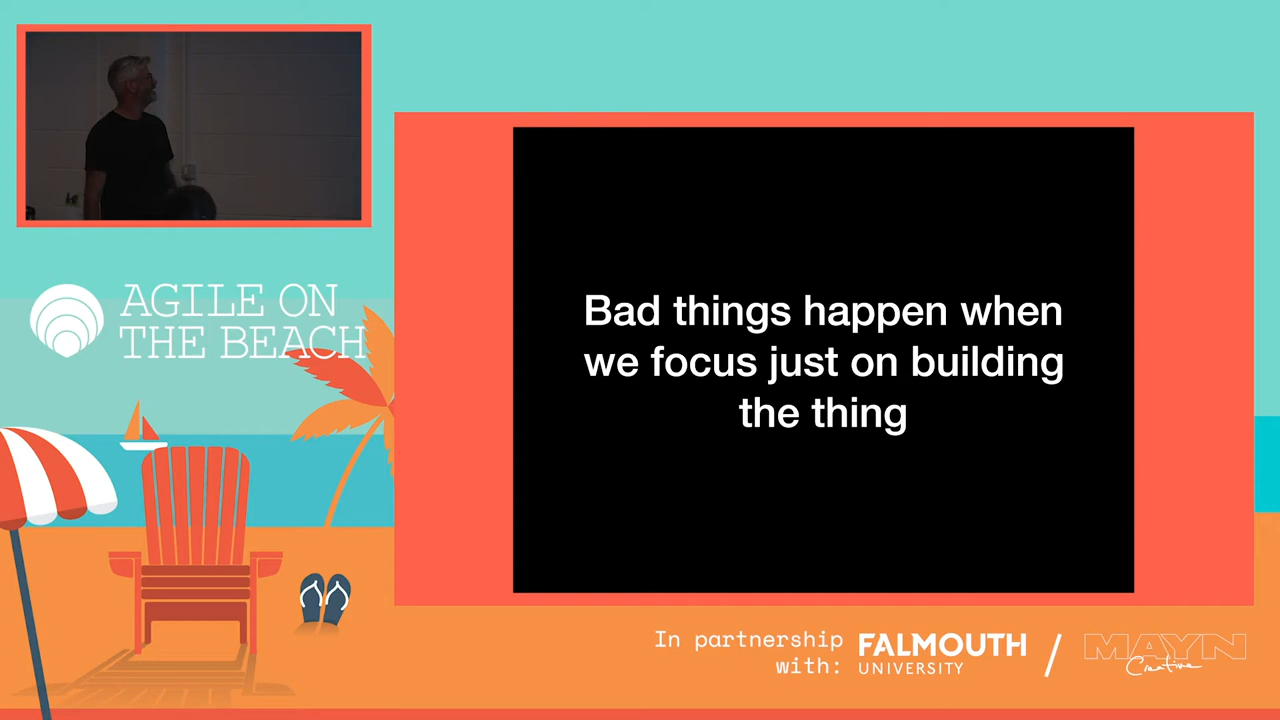 AGILE ON
THE BEACH
Bad things happen when
we focus just on building
the thing
In partnership
with:
FALMOUTH
UNIVERSITY
/
MAYN
Creative